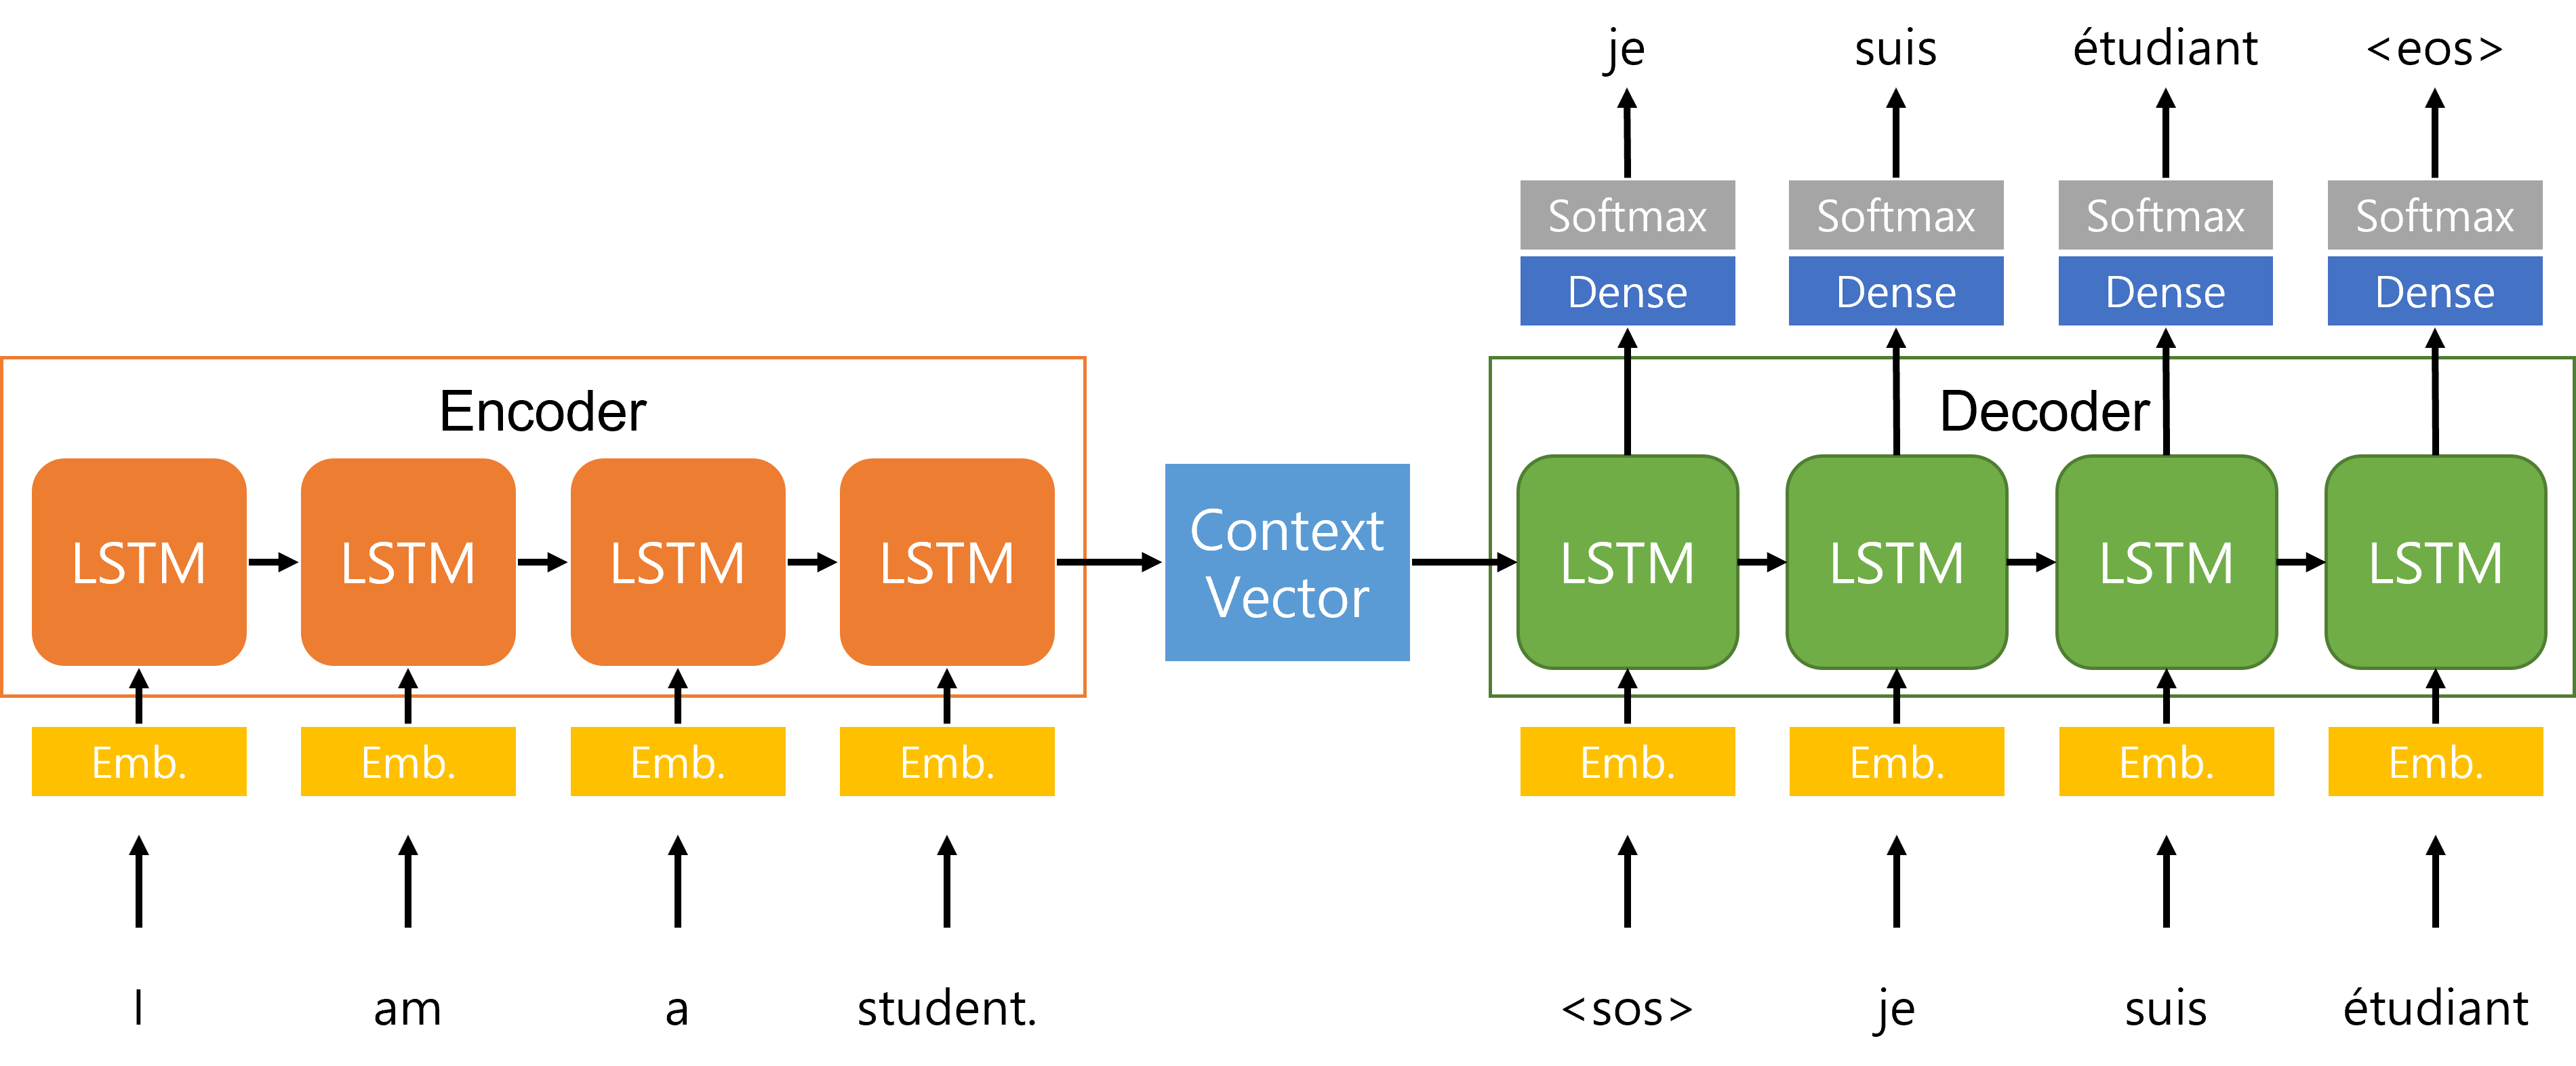 je suis étudiant <eos>
Softmax Softmax Softmax Softmax
Dense Dense Dense Dense
Encoder
Decoder
LSTM LSTM LSTM LSTM
Context
Vector
LSTM LSTM LSTM LSTM
Emb. Emb. Emb. Emb.
Emb. Emb. Emb. Emb.
I am a student.
<sos> je suis étudiant